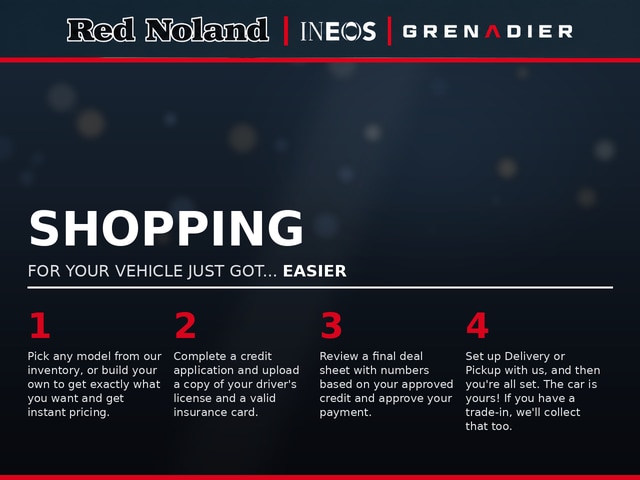 Red Noland | INEOS | GRENADIER
SHOPPING
FOR YOUR VEHICLE JUST GOT... EASIER
1
Pick any model from our
inventory, or build your
own to get exactly what
you want and get
instant pricing.
2
Complete a credit
application and upload
a copy of your driver's
license and a valid
insurance card.
3
Review a final deal
sheet with numbers
based on your approved
credit and approve your
payment.
4
Set up Delivery or
Pickup with us, and then
you're all set. The car is
yours! If you have a
trade-in, we'll collect
that too.